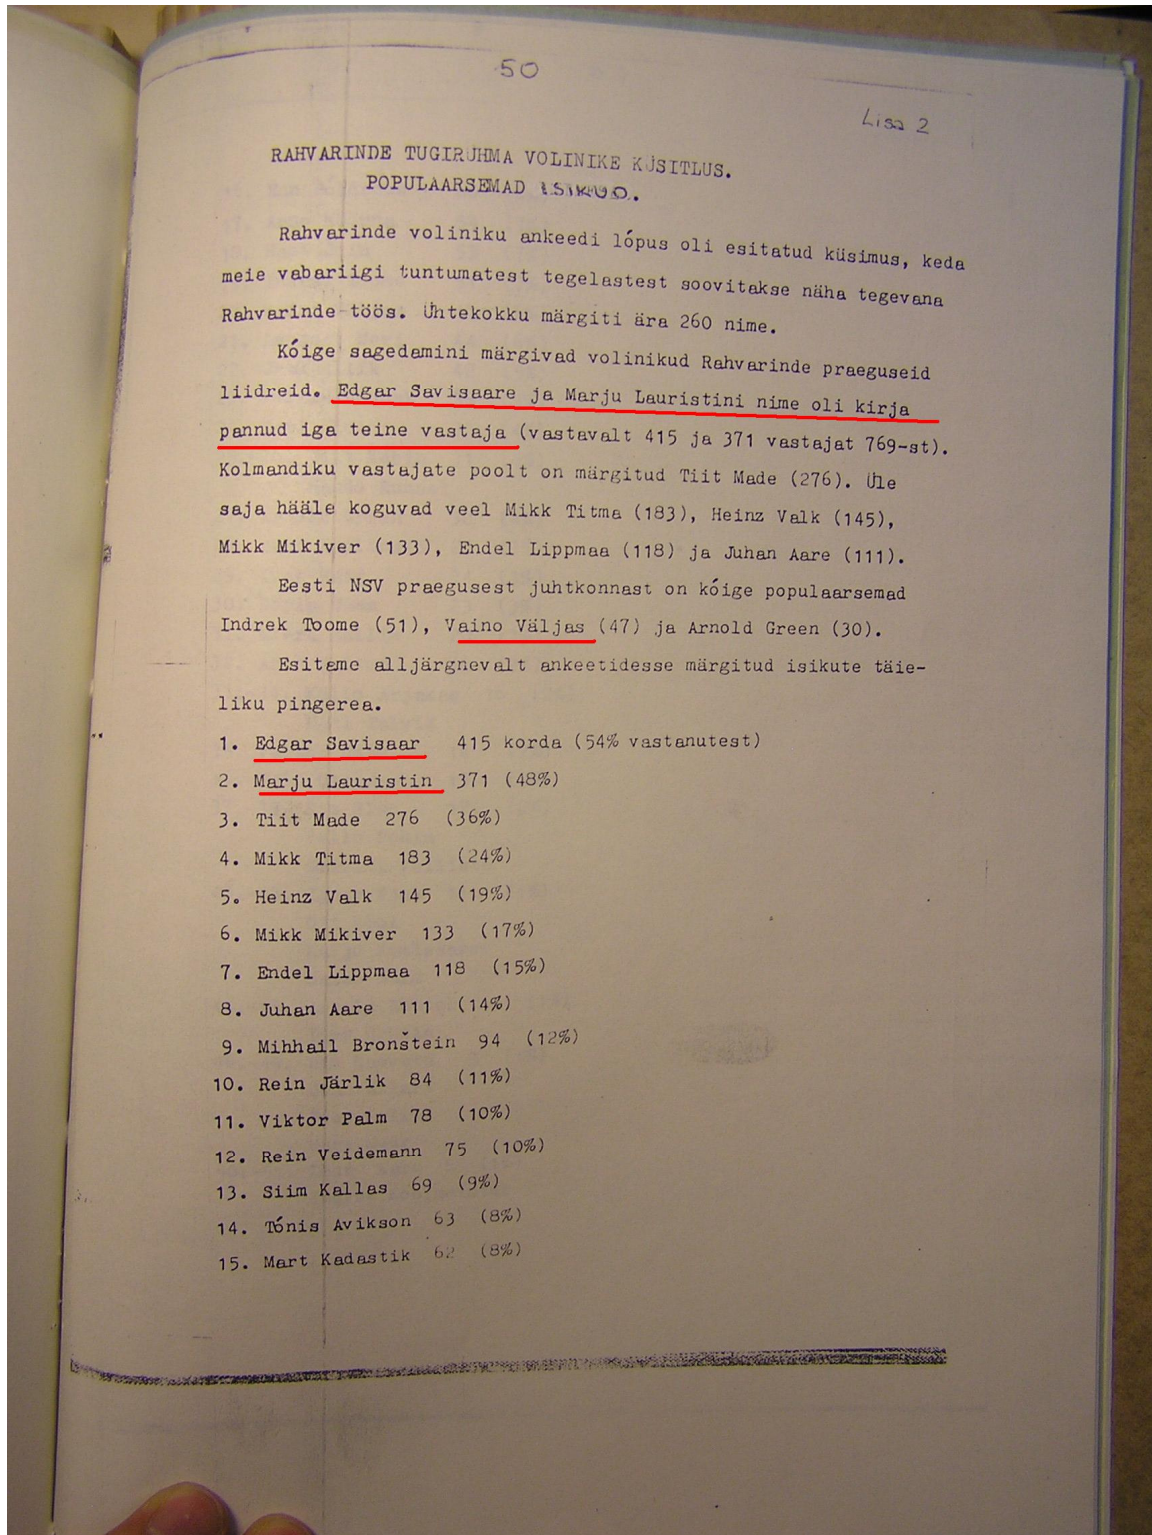 50
Lisa 2
RAHVARINDE TUGIRÜHMA VOLINIKE KÜSITLUS.
POPULAARSEMAD ISIKUD.
Rahvarinde voliniku ankeedi lópus oli esitatud küsimus, keda
meie vabariigi tuntumatest tegelastest soovitakse näha tegevana
Rahvarinde töös. Ühtekokku märgiti ära 260 nime.
Kóige sagedamini märgivad volinikud Rahvarinde praeguseid
liidreid. Edgar Savisaare ja Marju Lauristini nime oli kirja
pannud iga teine vastaja (vastavalt 415 ja 371 vastajat 769-st).
Kolmandiku vastajate poolt on märgitud Tiit Made (276). Üle
saja hääle koguvad veel Mikk Titma (183), Heinz Valk (145),
Mikk Mikiver (133), Endel Lippmaa (118) ja Juhan Aare (111).
Eesti NSV praegusest juhtkonnast on kóige populaarsemad
Indrek Toome (51), Vaino Väljas (47) ja Arnold Green (30).
Esitame alljärgnevalt ankeetidesse märgitud isikute täie-
liku pingerea.
1. Edgar Savisaar 415 korda (54% vastanutest)
2. Marju Lauristin 371 (48%)
3. Tiit Made 276 (36%)
4. Mikk Titma 183 (24%)
5. Heinz Valk 145 (19%)
6. Mikk Mikiver 133 (17%)
7. Endel Lippmaa 118 (15%)
8. Juhan Aare 111 (14%)
9. Mihhail Bronštein 94 (12%)
10. Rein Järlik 84 (11%)
11. Viktor Palm 78 (10%)
12. Rein Veidemann 75 (10%)
13. Siim Kallas 69 (9%)
14. Tónis Avikson 63 (8%)
15. Mart Kadastik 62 (8%)